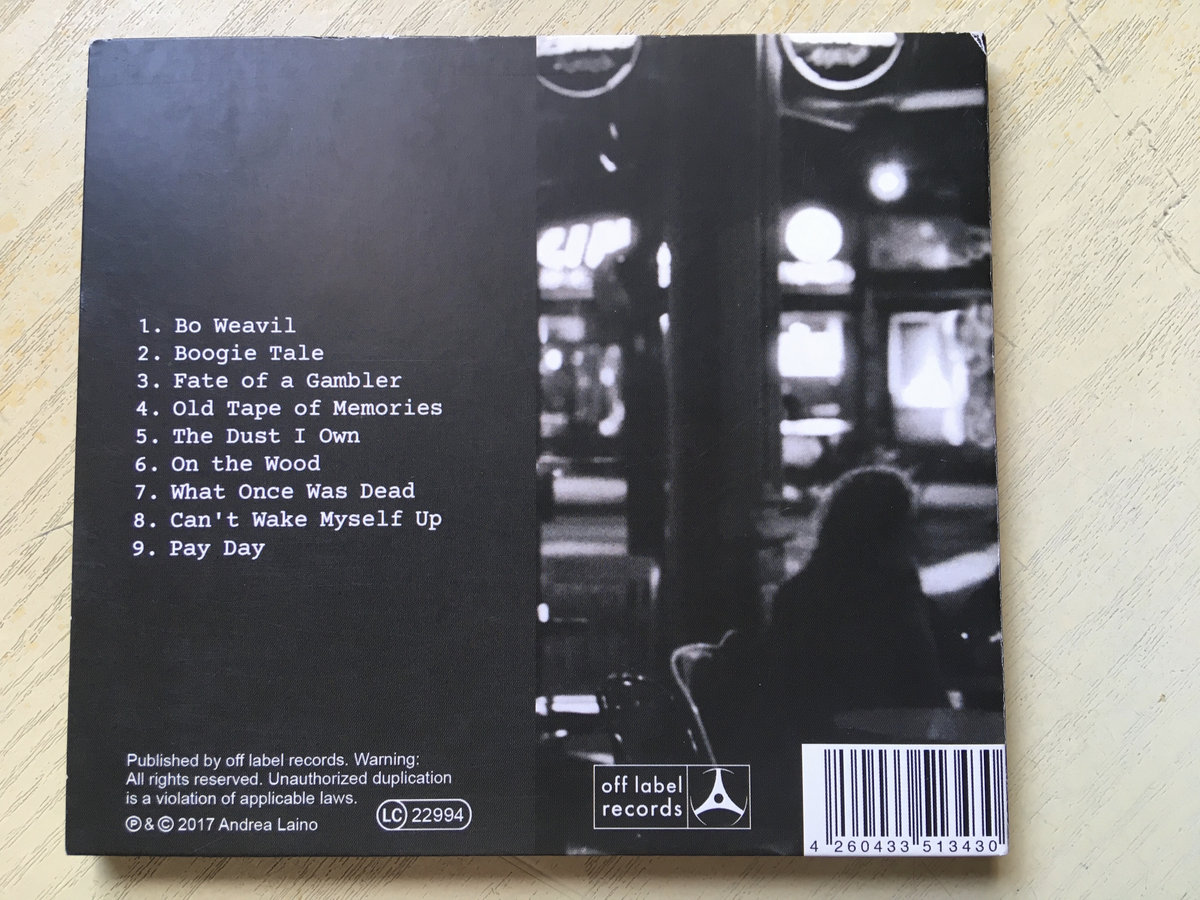 1. Bo Weavil
2. Boogie Tale
3. Fate of a Gambler
4. Old Tape of Memories
5. The Dust I Own
6. On the Wood
7. What Once Was Dead
8. Can't Wake Myself Up
9. Pay Day
Published by off label records. Warning:
All rights reserved. Unauthorized duplication
is a violation of applicable laws.
℗ & © 2017 Andrea Laino
LC 22994
off label
records
4 260433 513430